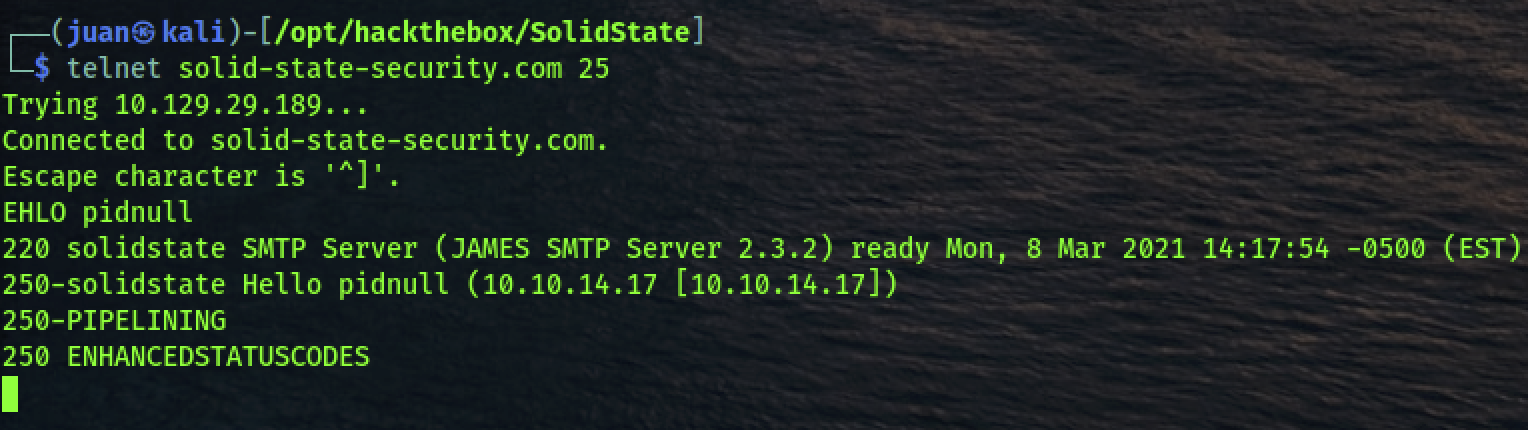 ┌──(juan㉿kali)-[/opt/hackthebox/SolidState]
└─$ telnet solid-state-security.com 25
Trying 10.129.29.189...
Connected to solid-state-security.com.
Escape character is '^]'.
EHLO pidnull
220 solidstate SMTP Server (JAMES SMTP Server 2.3.2) ready Mon, 8 Mar 2021 14:17:54 -0500 (EST)
250-solidstate Hello pidnull (10.10.14.17 [10.10.14.17])
250-PIPELINING
250 ENHANCEDSTATUSCODES